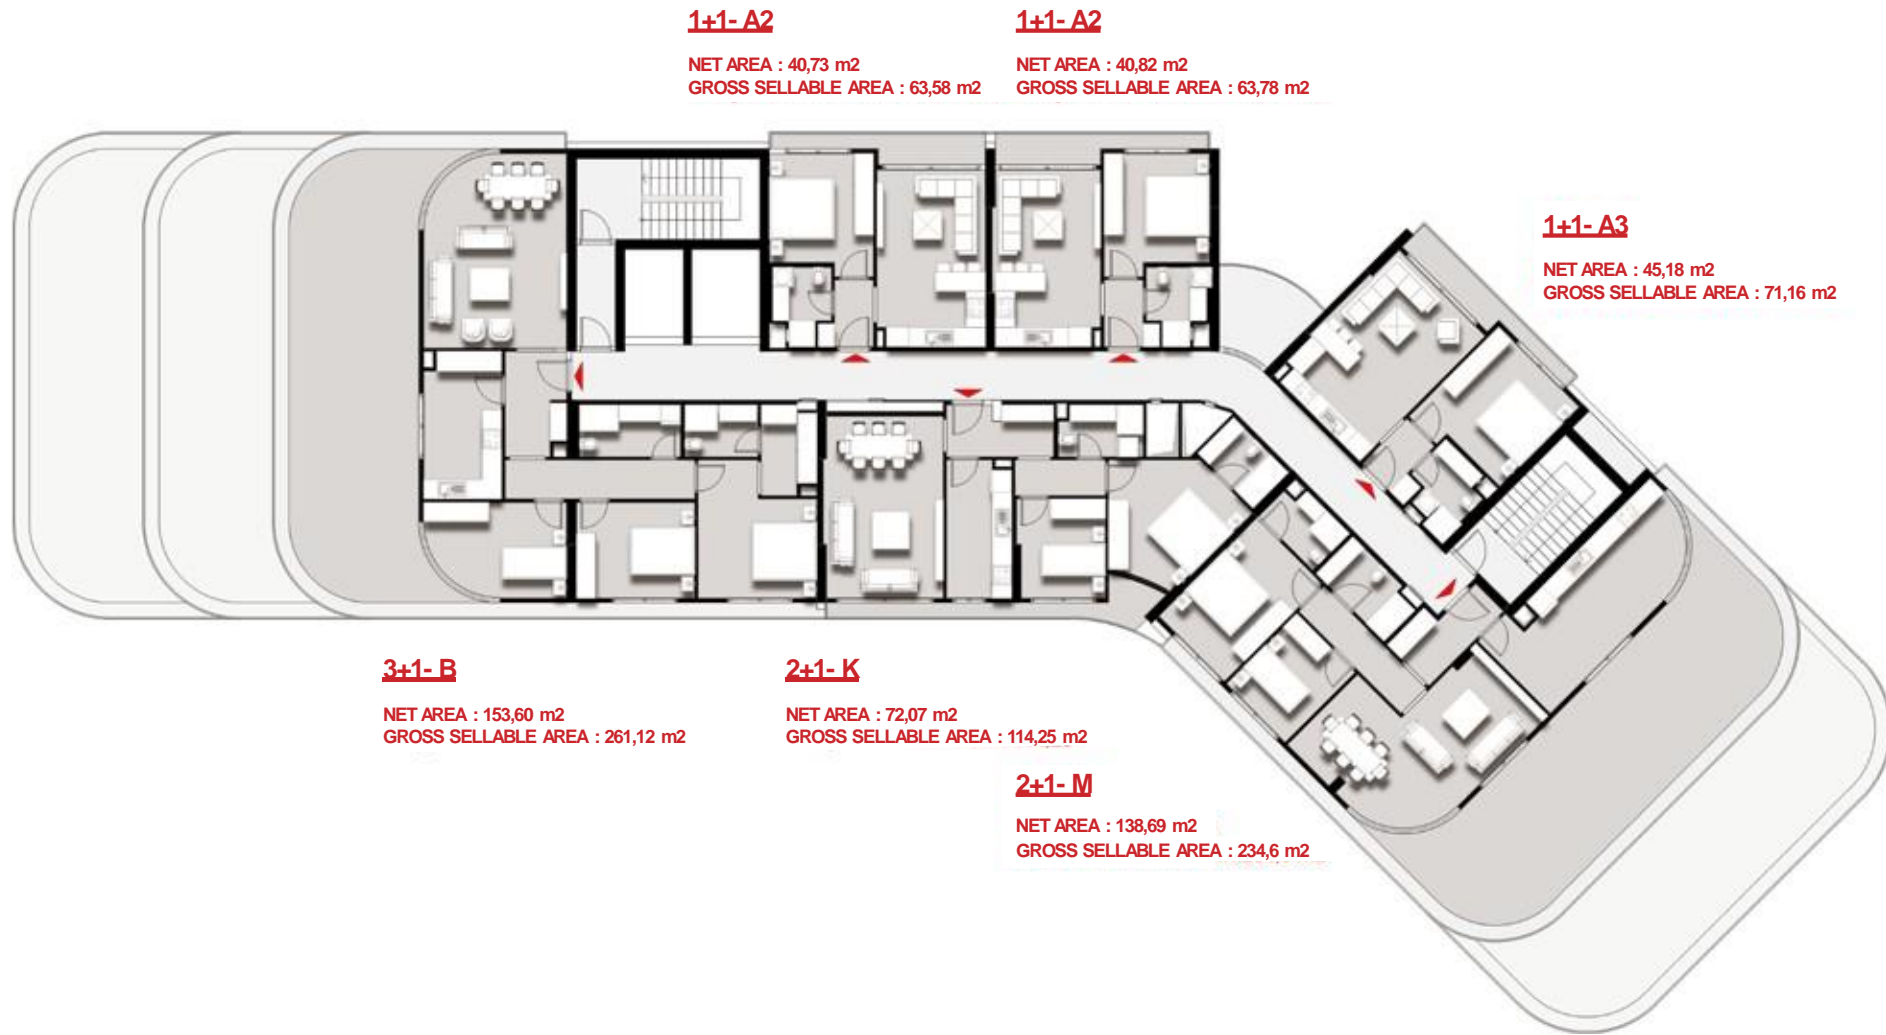 1+1- A2
NET AREA : 40,73 m2
GROSS SELLABLE AREA : 63,58 m2
1+1- A2
NET AREA : 40,82 m2
GROSS SELLABLE AREA : 63,78 m2
1+1- A3
NET AREA : 45,18 m2
GROSS SELLABLE AREA : 71,16 m2
3+1- B
NET AREA : 153,60 m2
GROSS SELLABLE AREA : 261,12 m2
2+1- K
NET AREA : 72,07 m2
GROSS SELLABLE AREA : 114,25 m2
2+1- M
NET AREA : 138,69 m2
GROSS SELLABLE AREA : 234,6 m2